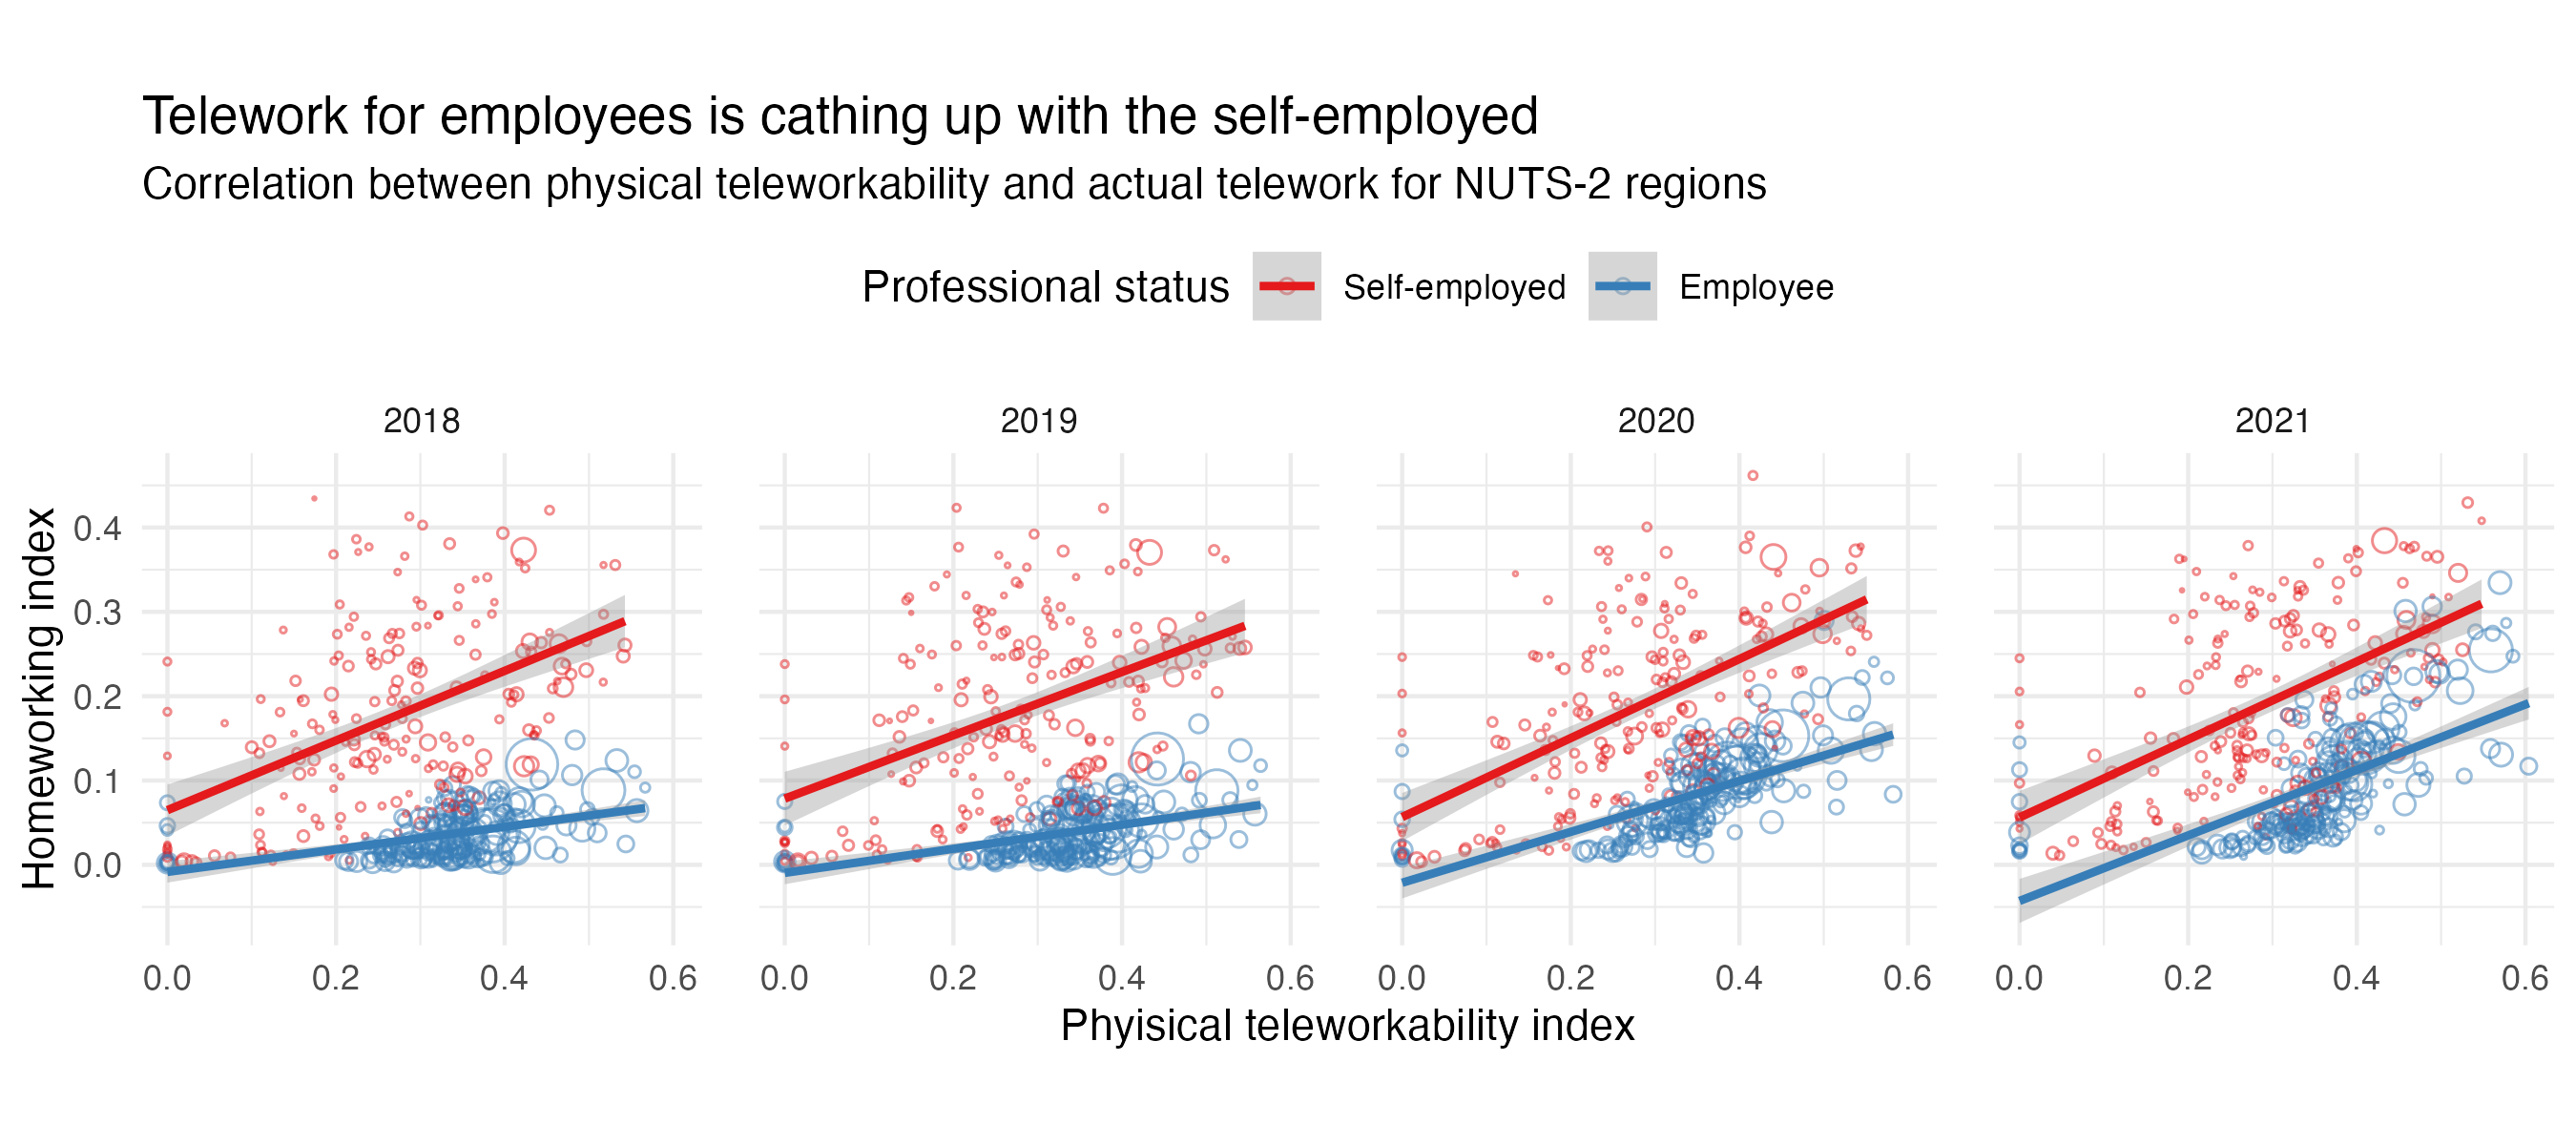 Telework for employees is cathing up with the self-employed
Correlation between physical teleworkability and actual telework for NUTS-2 regions
Professional status Self-employed Employee
2018 2019 2020 2021
Homeworking index
0.4
0.3
0.2
0.1
0.0
0.0 0.2 0.4 0.6 0.0 0.2 0.4 0.6 0.0 0.2 0.4 0.6 0.0 0.2 0.4 0.6
Phyisical teleworkability index